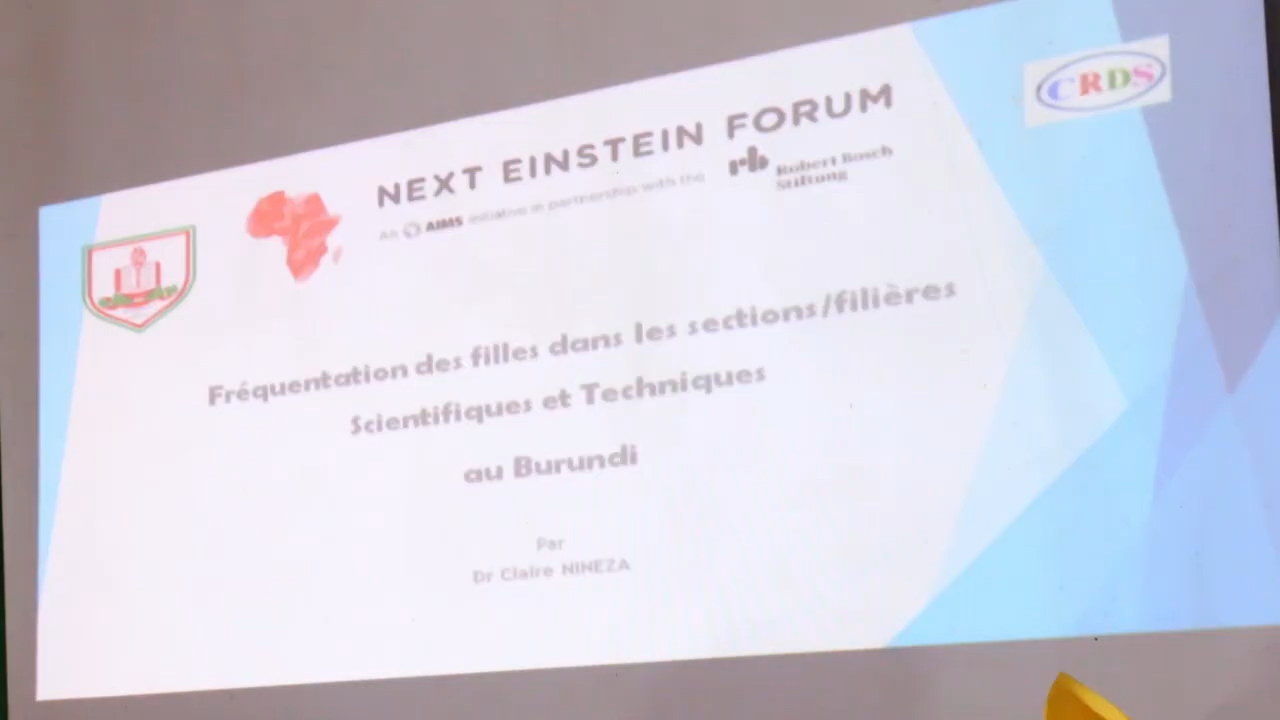 NEXT EINSTEIN FORUM
An AIMS initiative in partnership with the
rb Robert Bosch
Stiftung
CRDS
Fréquentation des filles dans les sections/filières
Scientifiques et Techniques
au Burundi
Par
Dr Claire NINEZA